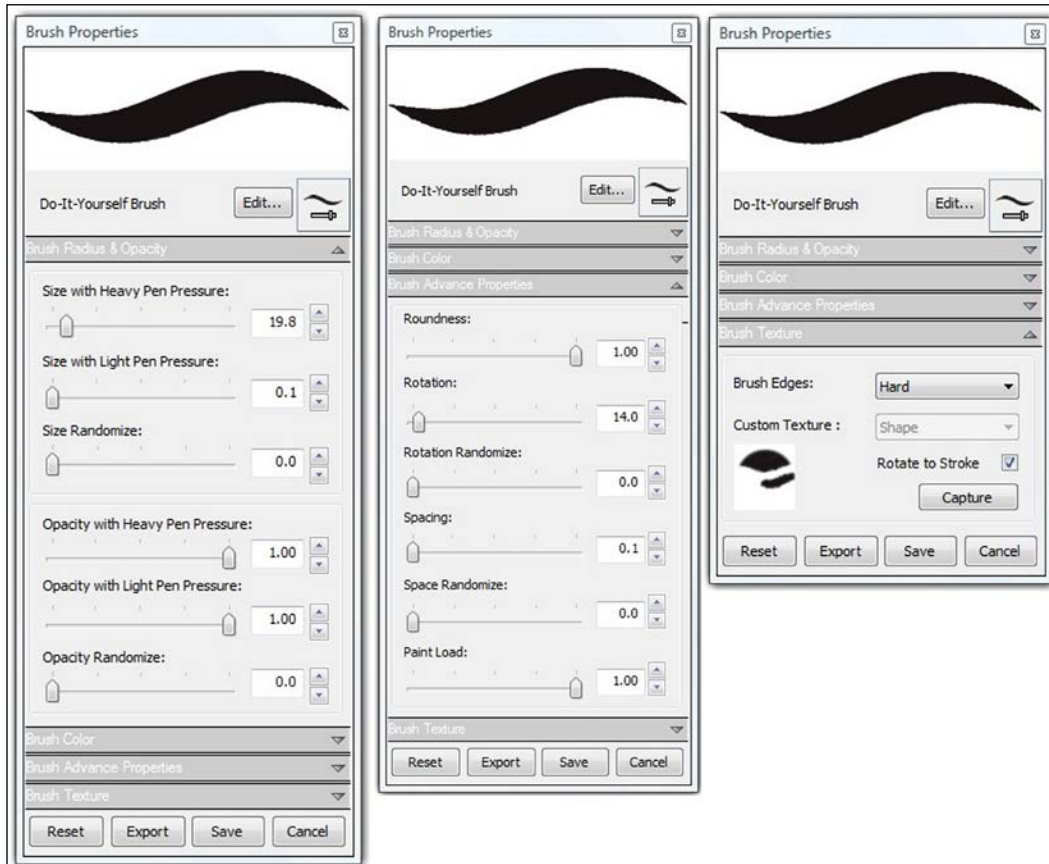 Brush Properties
Do-It-Yourself Brush
Edit...
Brush Radius & Opacity
Size with Heavy Pen Pressure:
19.8
Size with Light Pen Pressure:
0.1
Size Randomize:
0.0
Opacity with Heavy Pen Pressure:
1.00
Opacity with Light Pen Pressure:
1.00
Opacity Randomize:
0.0
Brush Color
Brush Advance Properties
Brush Texture
Reset Export Save Cancel
Brush Properties
Do-It-Yourself Brush
Edit...
Brush Radius & Opacity
Brush Color
Brush Advance Properties
Roundness:
1.00
Rotation:
14.0
Rotation Randomize:
0.0
Spacing:
0.1
Space Randomize:
0.0
Paint Load:
1.00
Brush Texture
Reset Export Save Cancel
Brush Properties
Do-It-Yourself Brush
Edit...
Brush Radius & Opacity
Brush Color
Brush Advance Properties
Brush Texture
Brush Edges: Hard
Custom Texture : Shape
Rotate to Stroke
Capture
Reset Export Save Cancel